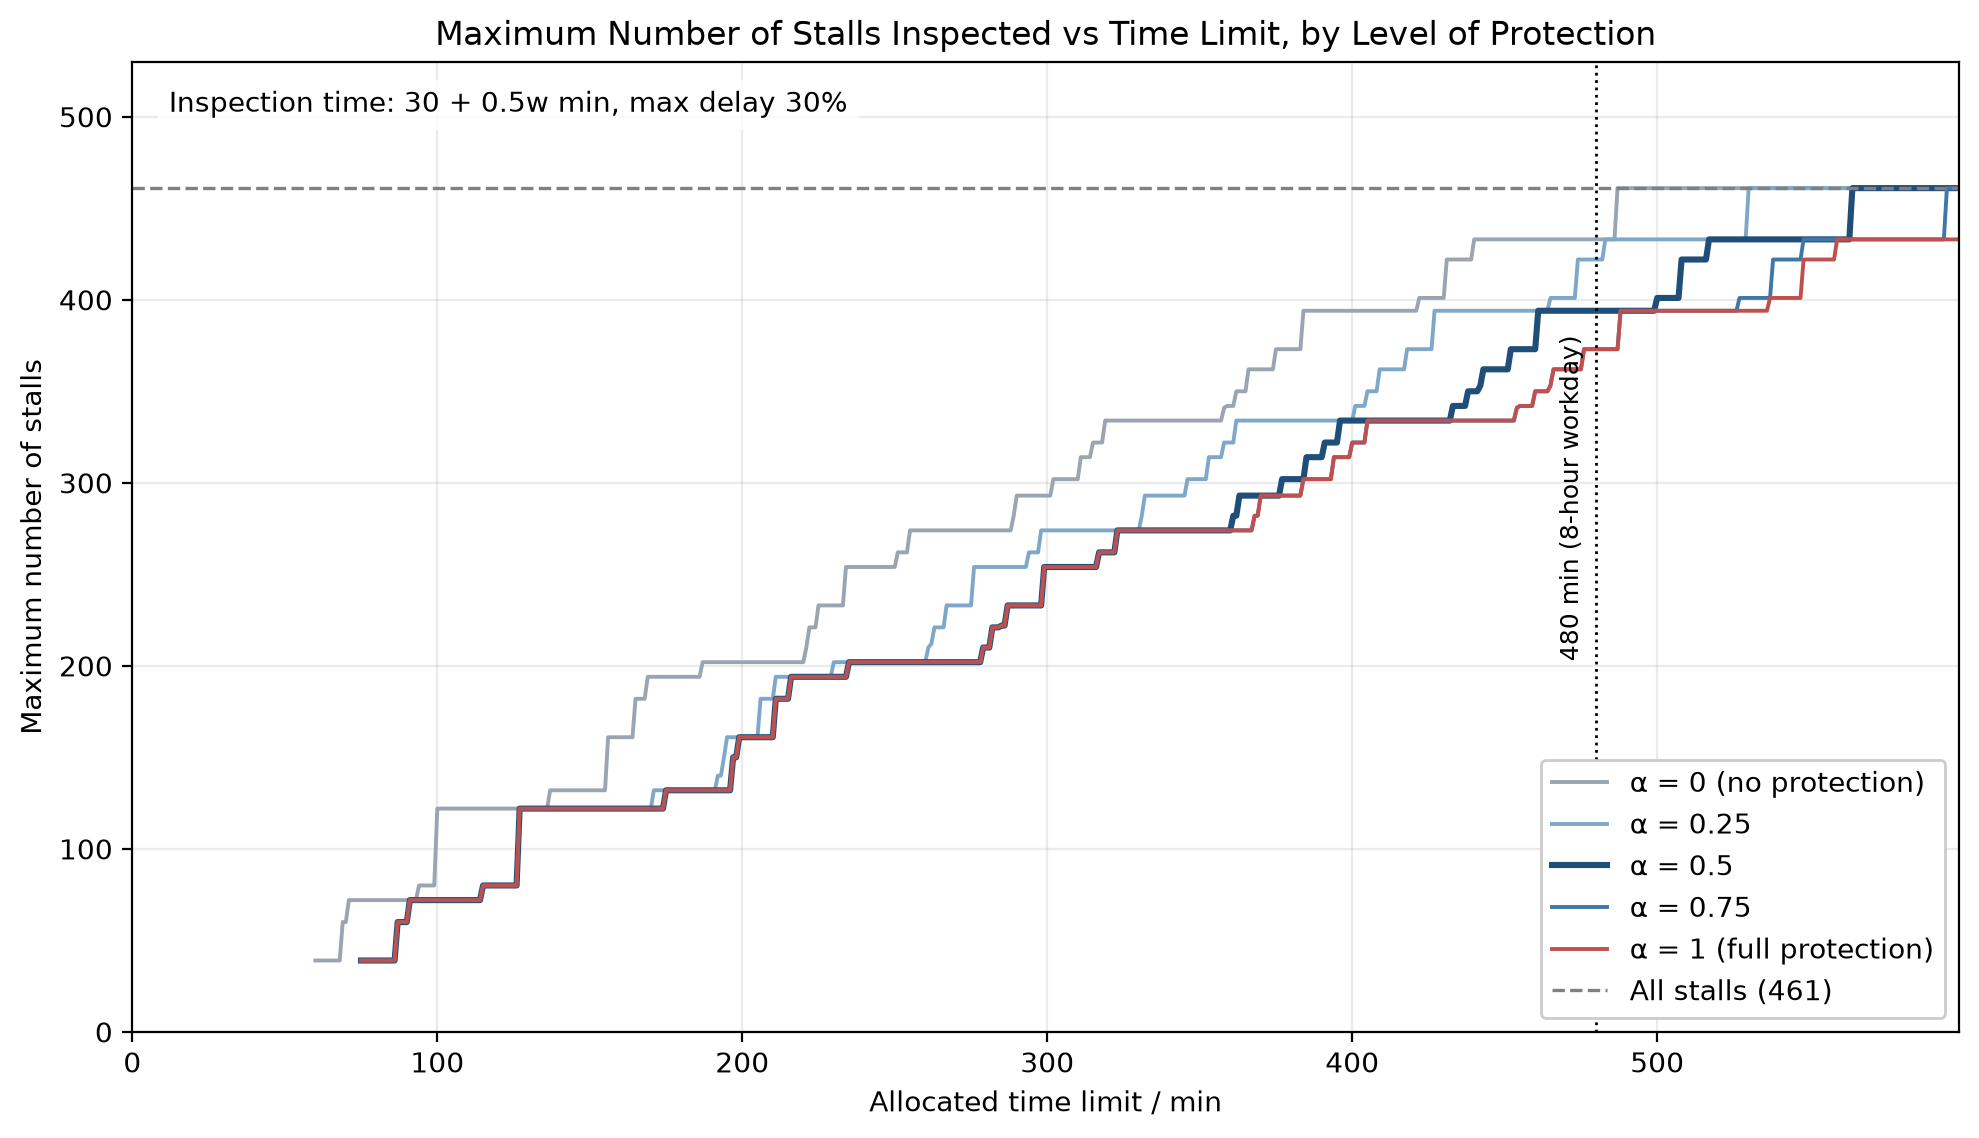 Maximum Number of Stalls Inspected vs Time Limit, by Level of Protection
Inspection time: 30 + 0.5w min, max delay 30%
Maximum number of stalls
500
400
300
200
100
0
480 min (8-hour workday)
α = 0 (no protection)
α = 0.25
α = 0.5
α = 0.75
α = 1 (full protection)
All stalls (461)
0 100 200 300 400 500
Allocated time limit / min